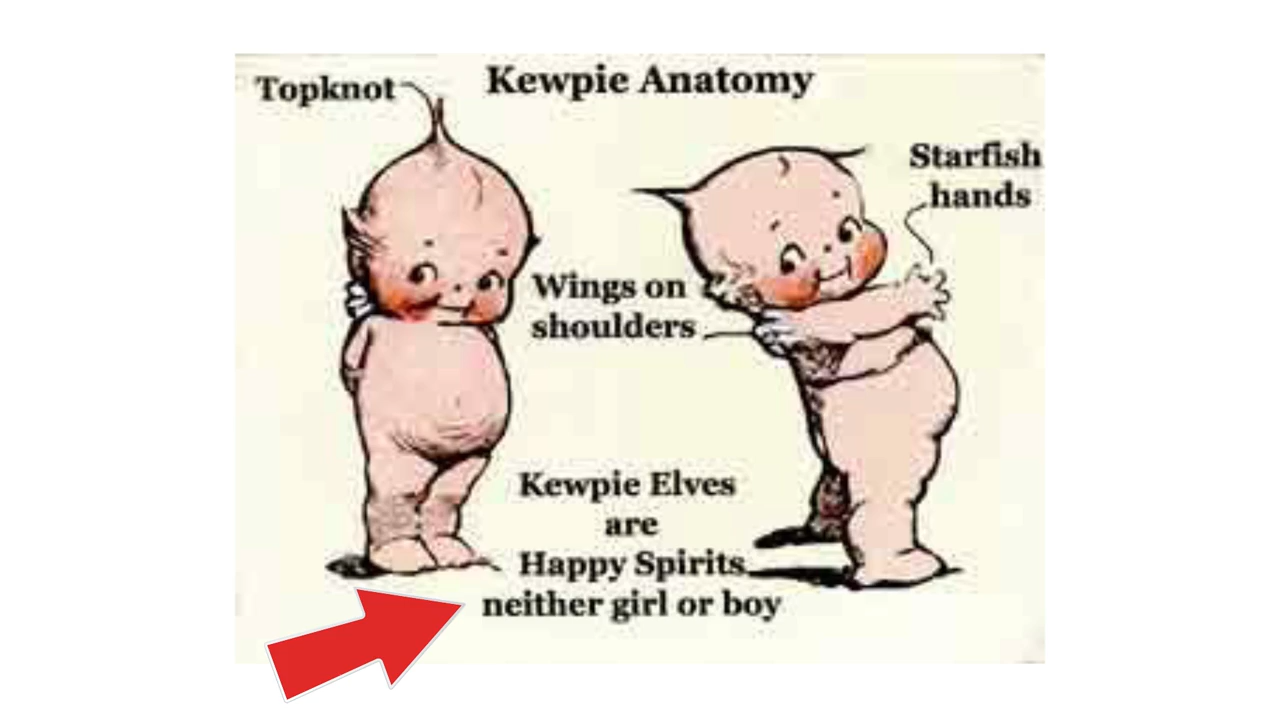 Kewpie Anatomy
Topknot
Starfish
hands
Wings on
shoulders
Kewpie Elves
are
Happy Spirits
neither girl or boy